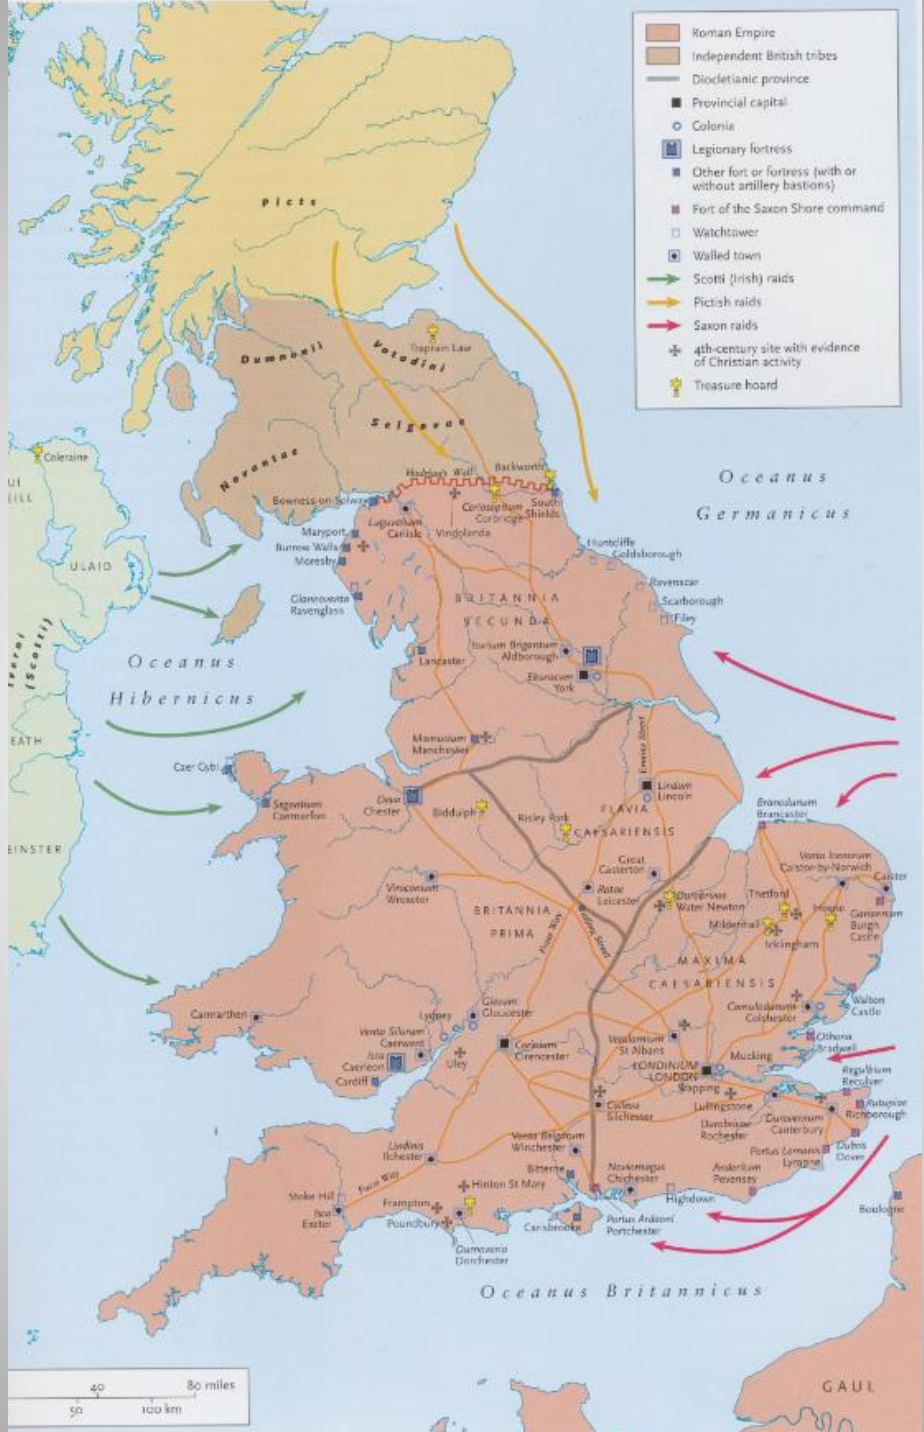 Roman Empire
Independent British tribes
Diocletianic province
Provincial capital
Colonia
Legionary fortress
Other fort or fortress (with or
without artillery bastions)
Fort of the Saxon Shore command
Watchtower
Walled town
Scotti (Irish) raids
Pictish raids
Saxon raids
4th-century site with evidence
of Christian activity
Treasure hoard
Picts
Traprain Law
Dumnonii
Votadini
Selgovae
Novantae
Coleraine
EILL
ULAID
(Scotti)
EATH
EINSTER
Hadrian's Wall
Backworth
Bowness-on-Solway
Luguvalium
Carlisle
Corbridge
South
Shields
Vindolanda
Maryport
Burrow Walls
Moresby
Glannoventa
Ravenglass
Oceanus
Germanicus
Huntcliffe
Goldsborough
Ravenscar
Scarborough
Filey
BRITANNIA
SECUNDA
Isurium Brigantum
Aldborough
Eburacum
York
Lancaster
Oceanus
Hibernicus
Mamucium
Manchester
Ermine Street
Caer Gybi
Segontium
Caernarfon
Deva
Chester
Biddulph
Risley Park
Lindum
Lincoln
FLAVIA
CAESARIENSIS
Branodunum
Brancaster
Venta Icenorum
Caistor-by-Norwich
Caister
Great
Casterton
Viroconium
Wroxeter
Ratae
Leicester
Durobrivae
Water Newton
Thetford
Hoxne
Mildenhall
Icklingham
Burgh
Castle
BRITANNIA
PRIMA
Fosse Way
Watling Street
MAXIMA
CAESARIENSIS
Walton
Castle
Camulodunum
Colchester
Othona
Bradwell
Carmarthen
Lydney
Glevum
Gloucester
Venta Silurum
Caerwent
Isca
Caerleon
Cardiff
Uley
Corinium
Cirencester
Verulamium
St Albans
LONDINIUM
LONDON
Wapping
Mucking
Regulbium
Reculver
Rutupiae
Richborough
Lullingstone
Durobrivae
Rochester
Durovernum
Canterbury
Dubris
Dover
Portus Lemanis
Lympne
Calleva
Silchester
Lindinis
Ilchester
Venta Belgarum
Winchester
Bitterne
Noviomagus
Chichester
Anderitum
Pevensey
Highdown
Portus Ardaoni
Portchester
Carisbrooke
Fosse Way
Stoke Hill
Isca
Exeter
Hinton St Mary
Frampton
Poundbury
Durnovaria
Dorchester
Boulogne
Oceanus Britannicus
GAUL
40 80 miles
50 100 km